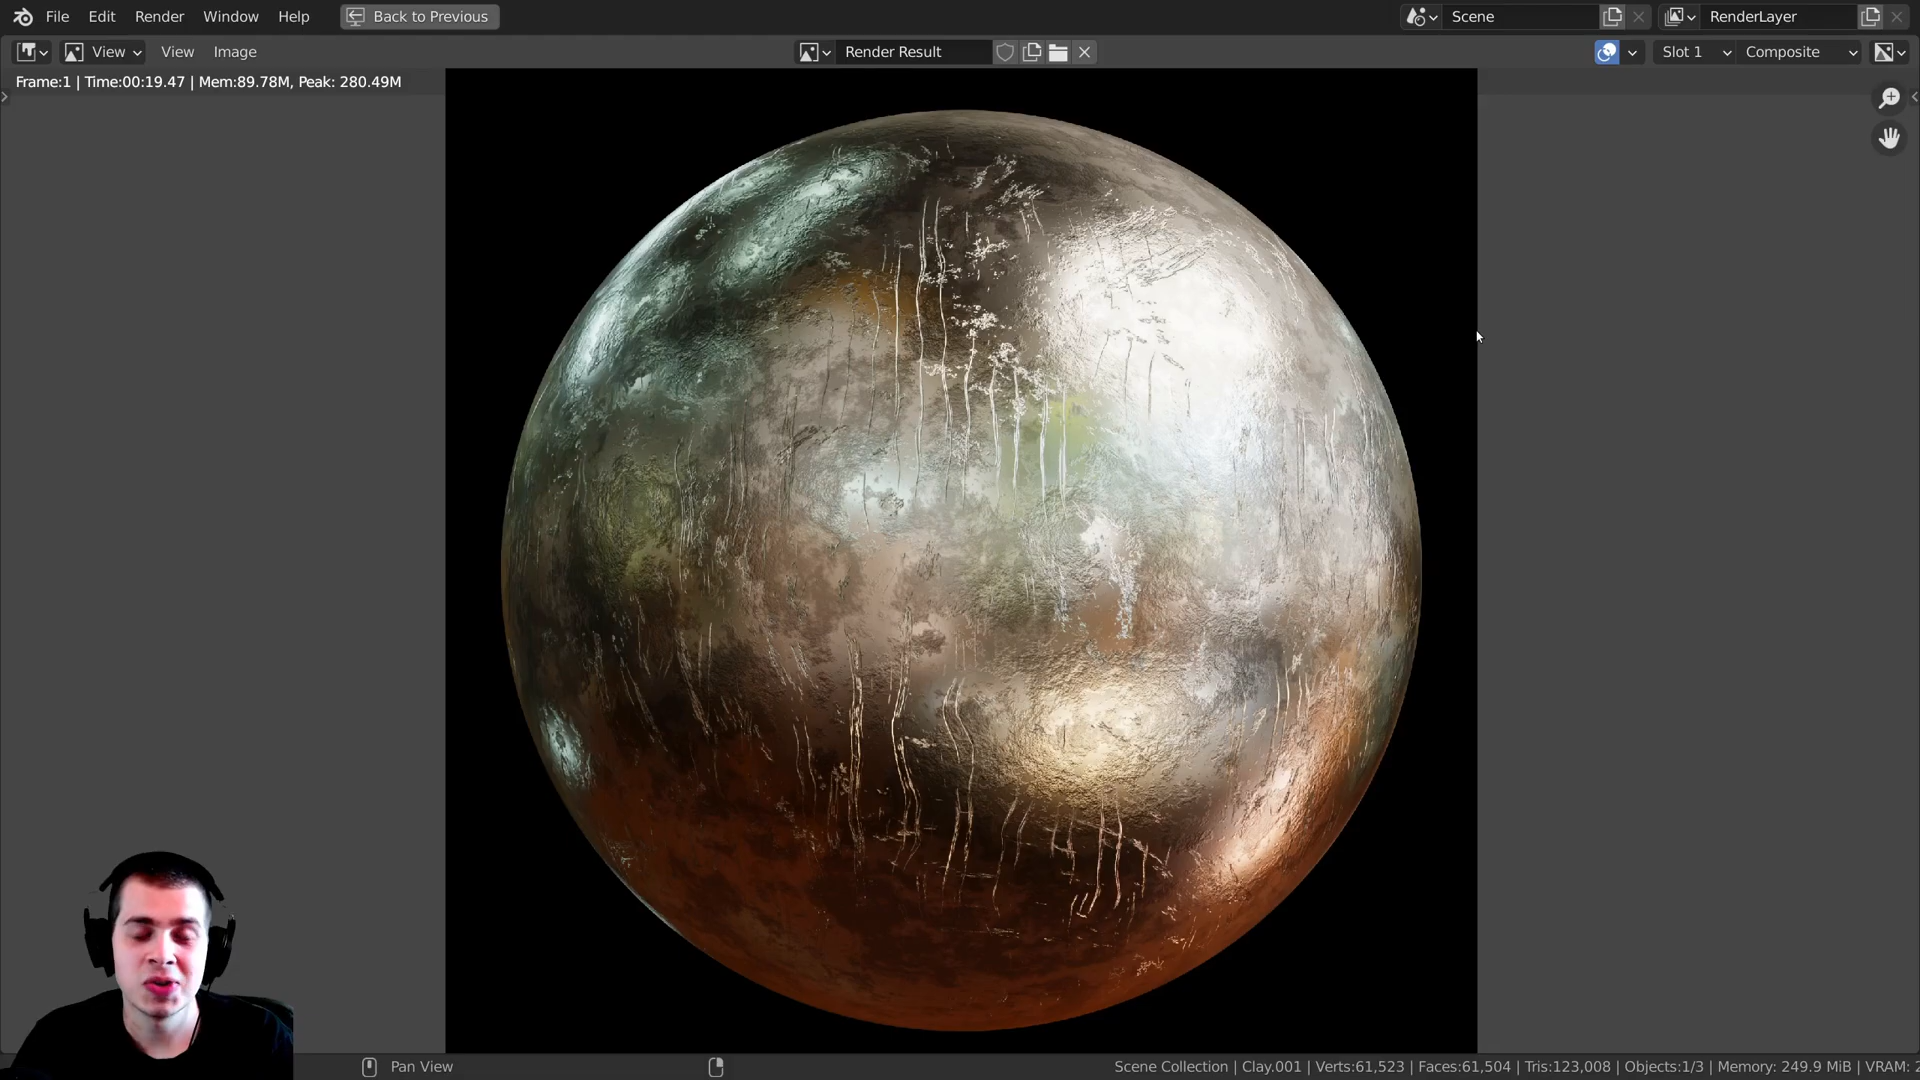 File Edit Render Window Help Back to Previous Scene RenderLayer
View View Image Render Result Slot 1 Composite
Frame:1 | Time:00:19.47 | Mem:89.78M, Peak: 280.49M
Pan View Scene Collection | Clay.001 | Verts:61,523 | Faces:61,504 | Tris:123,008 | Objects:1/3 | Memory: 249.9 MiB | VRAM: